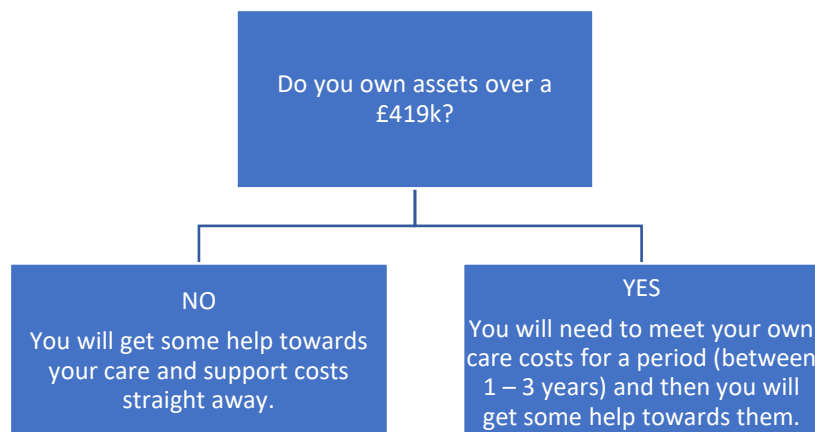 Do you own assets over a
£419k?
NO
You will get some help towards
your care and support costs
straight away.
YES
You will need to meet your own
care costs for a period (between
1 – 3 years) and then you will
get some help towards them.